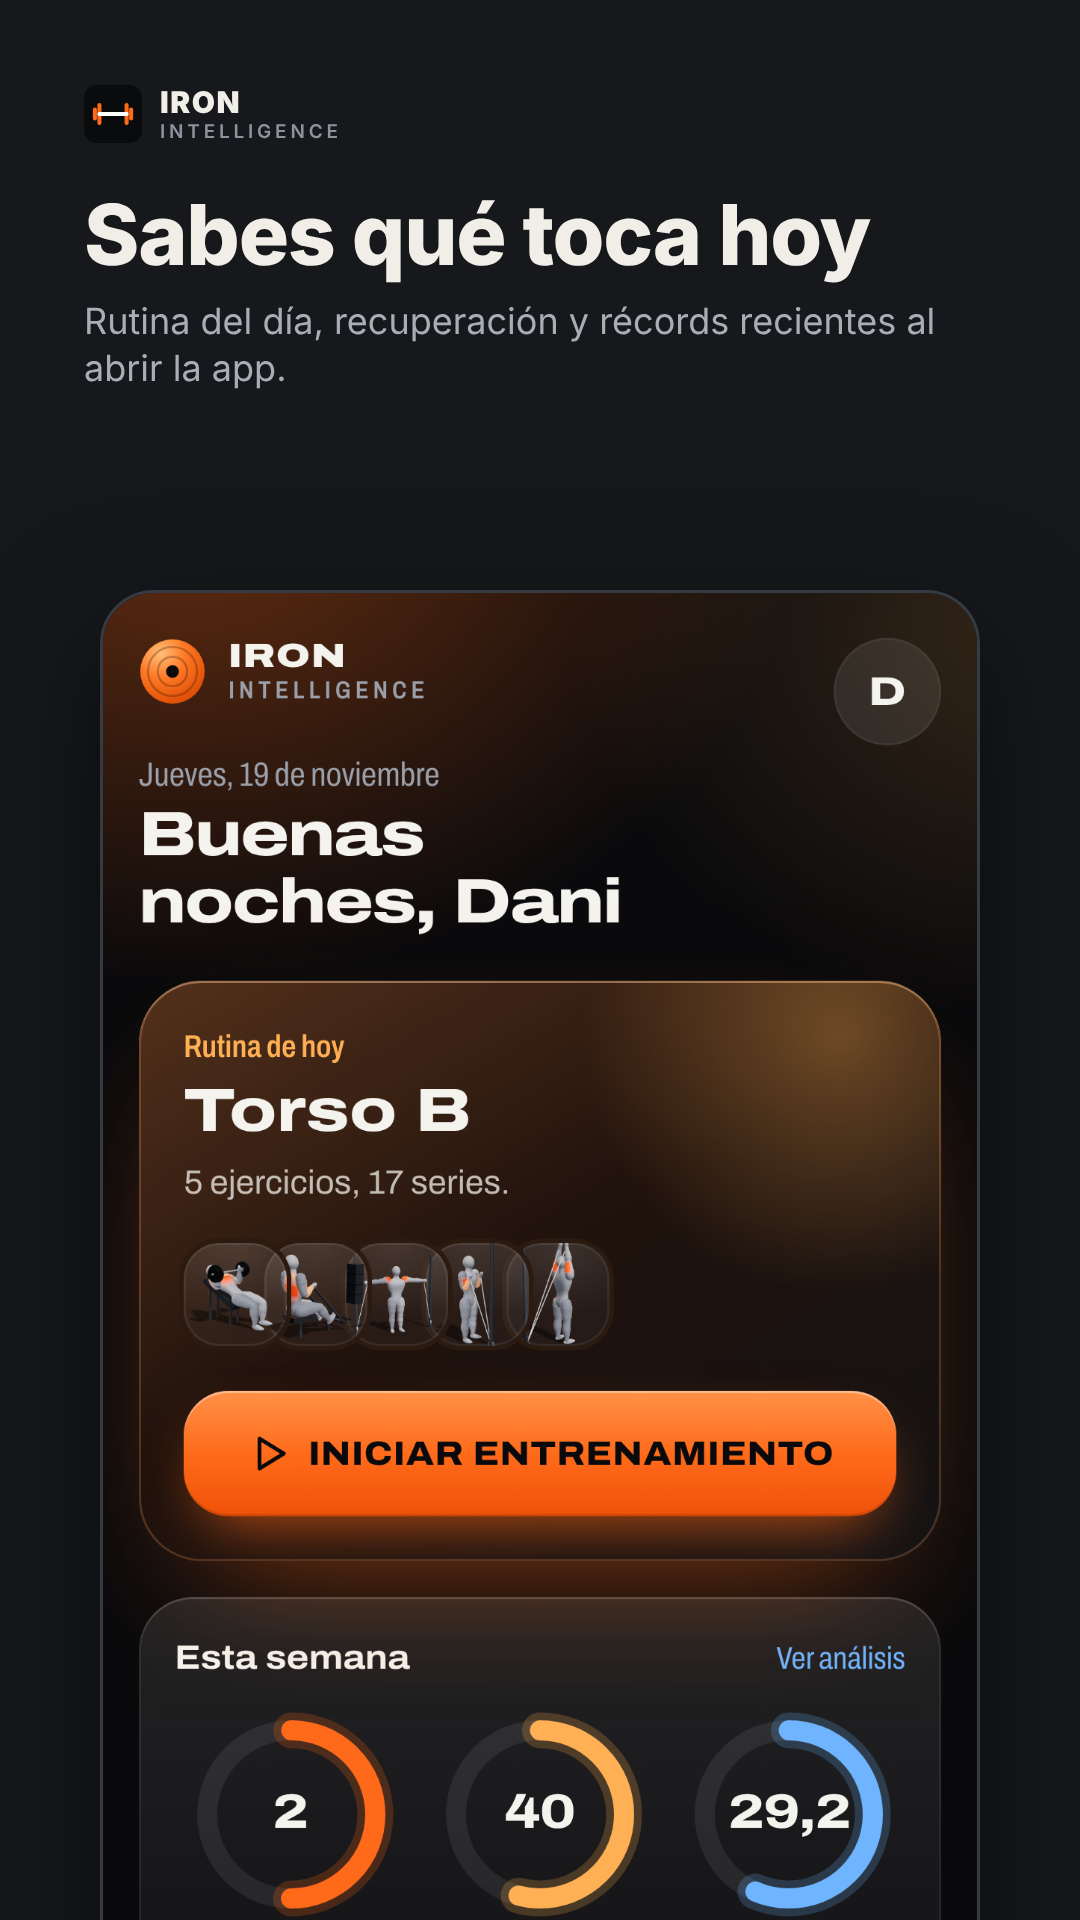 IRON
INTELLIGENCE
Sabes qué toca hoy
Rutina del día, recuperación y récords recientes al
abrir la app.
IRON
INTELLIGENCE
D
Jueves, 19 de noviembre
Buenas
noches, Dani
Rutina de hoy
Torso B
5 ejercicios, 17 series.
INICIAR ENTRENAMIENTO
Esta semana
Ver análisis
2
40
29,2